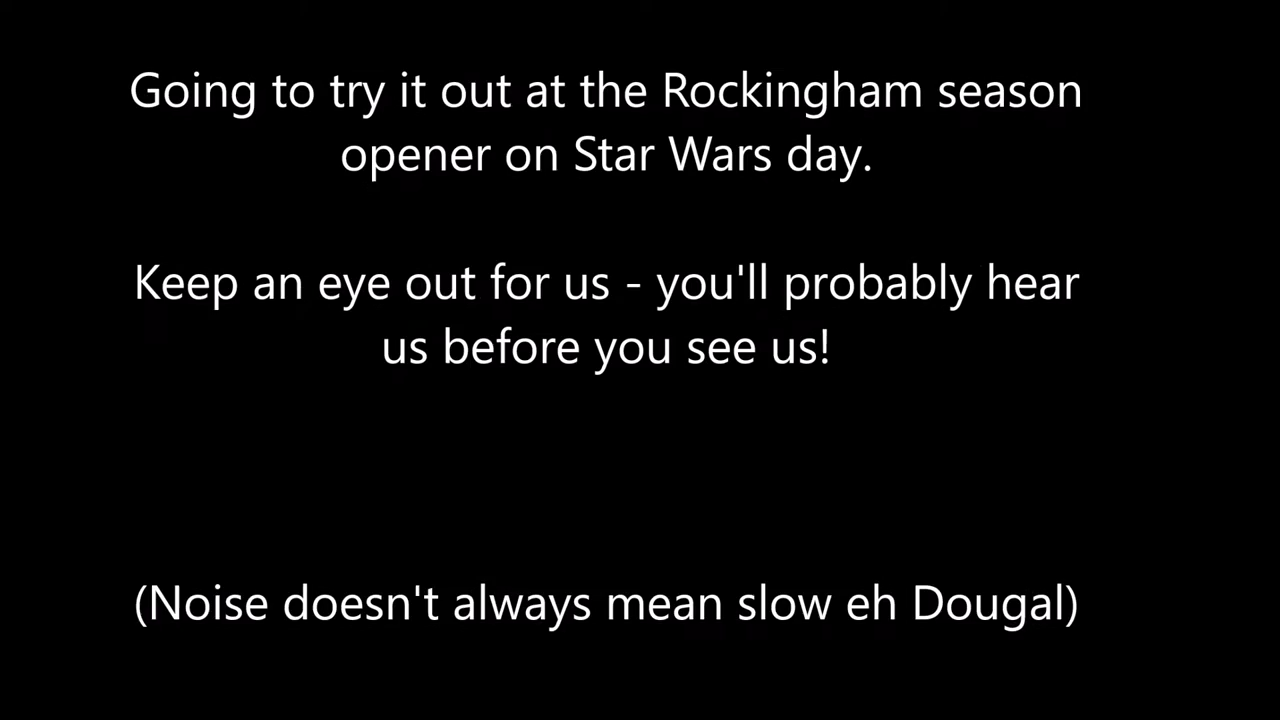 Going to try it out at the Rockingham season
opener on Star Wars day.
Keep an eye out for us - you'll probably hear
us before you see us!
(Noise doesn't always mean slow eh Dougal)